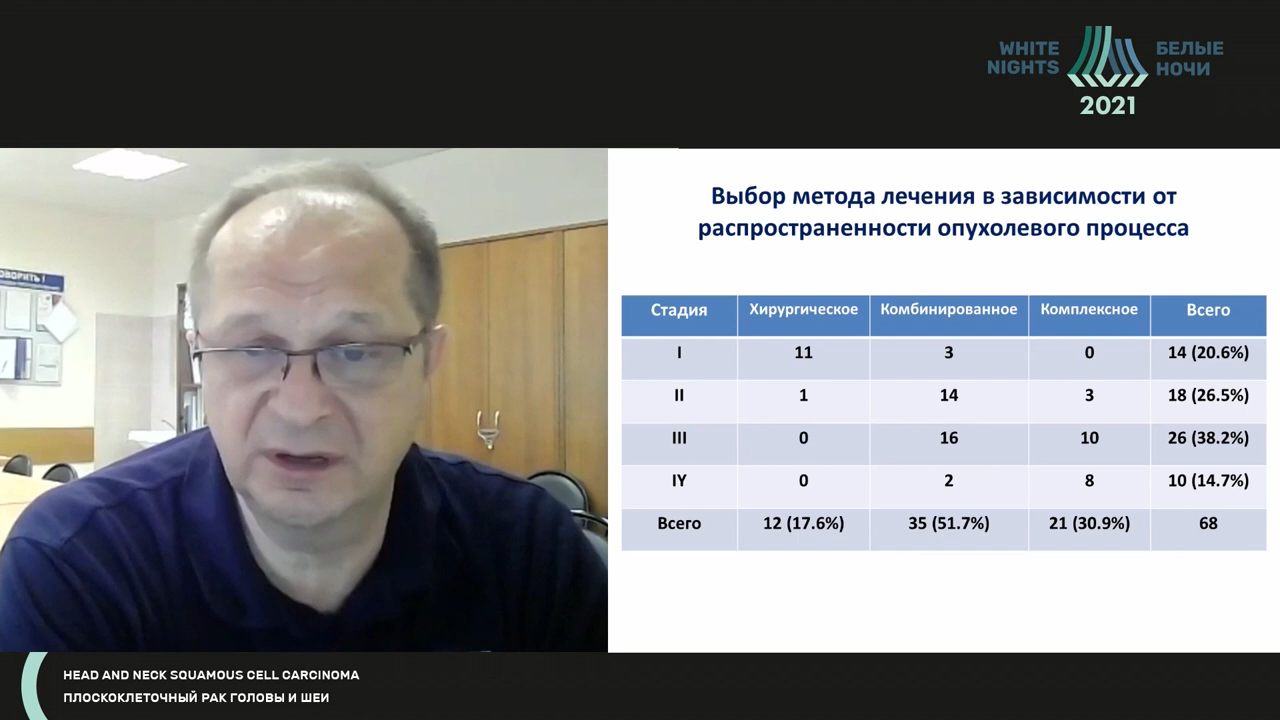 WHITE NIGHTS
БЕЛЫЕ НОЧИ
2021
ОВОРИТЬ !
Выбор метода лечения в зависимости от
распространенности опухолевого процесса
Стадия Хирургическое Комбинированное Комплексное Всего
I 11 3 0 14 (20.6%)
II 1 14 3 18 (26.5%)
III 0 16 10 26 (38.2%)
IY 0 2 8 10 (14.7%)
Всего 12 (17.6%) 35 (51.7%) 21 (30.9%) 68
HEAD AND NECK SQUAMOUS CELL CARCINOMA
ПЛОСКОКЛЕТОЧНЫЙ РАК ГОЛОВЫ И ШЕИ